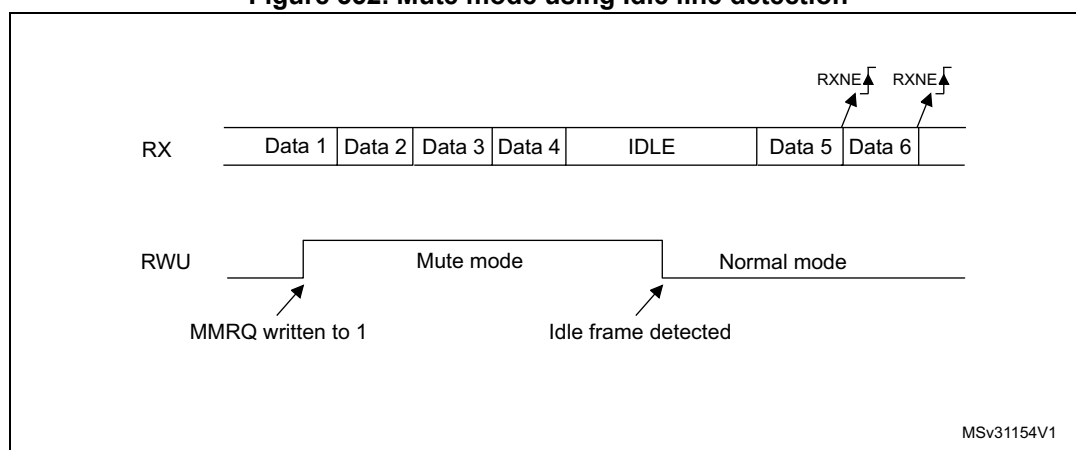 Figure 332. Mute mode using Idle line detection
RXNE RXNE
RX Data 1 Data 2 Data 3 Data 4 IDLE Data 5 Data 6
RWU Mute mode Normal mode
MMRQ written to 1 Idle frame detected
MSv31154V1